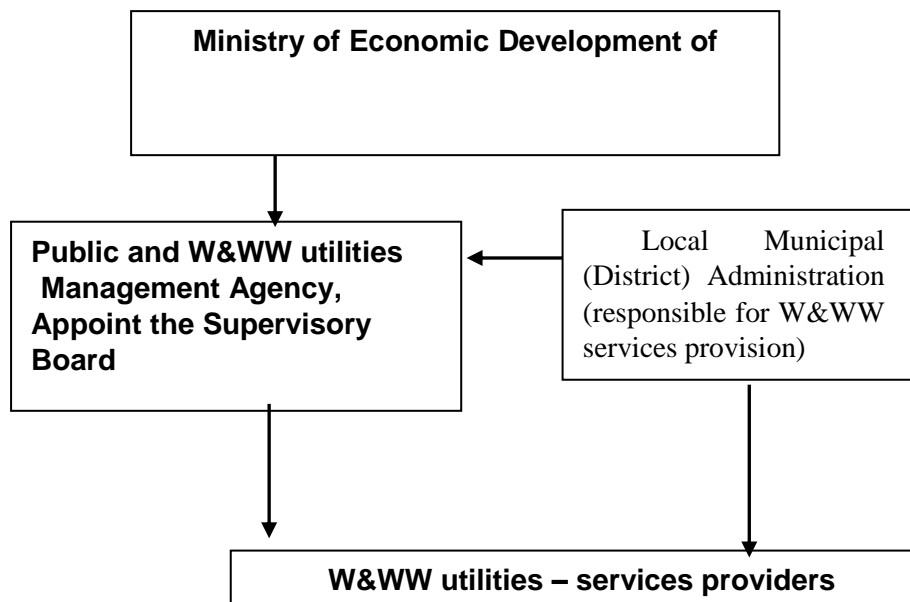 Ministry of Economic Development of
Public and W&WW utilities
Management Agency,
Appoint the Supervisory
Board
Local Municipal
(District) Administration
(responsible for W&WW
services provision)
W&WW utilities – services providers